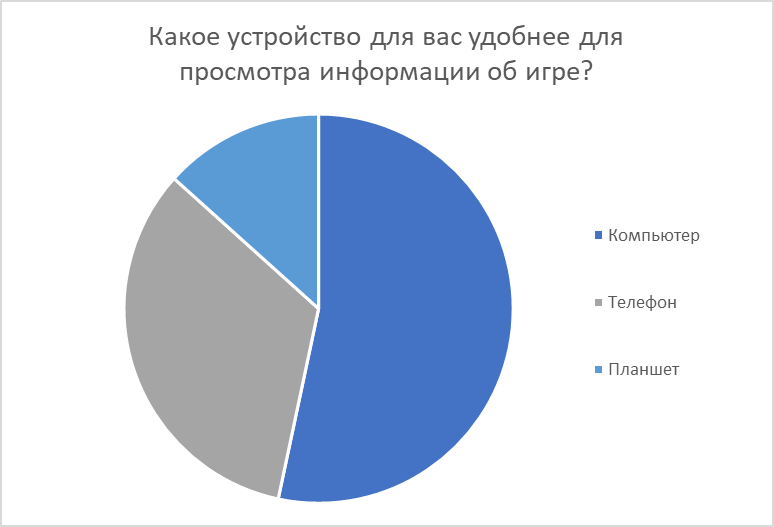 Какое устройство для вас удобнее для
просмотра информации об игре?
Компьютер
Телефон
Планшет